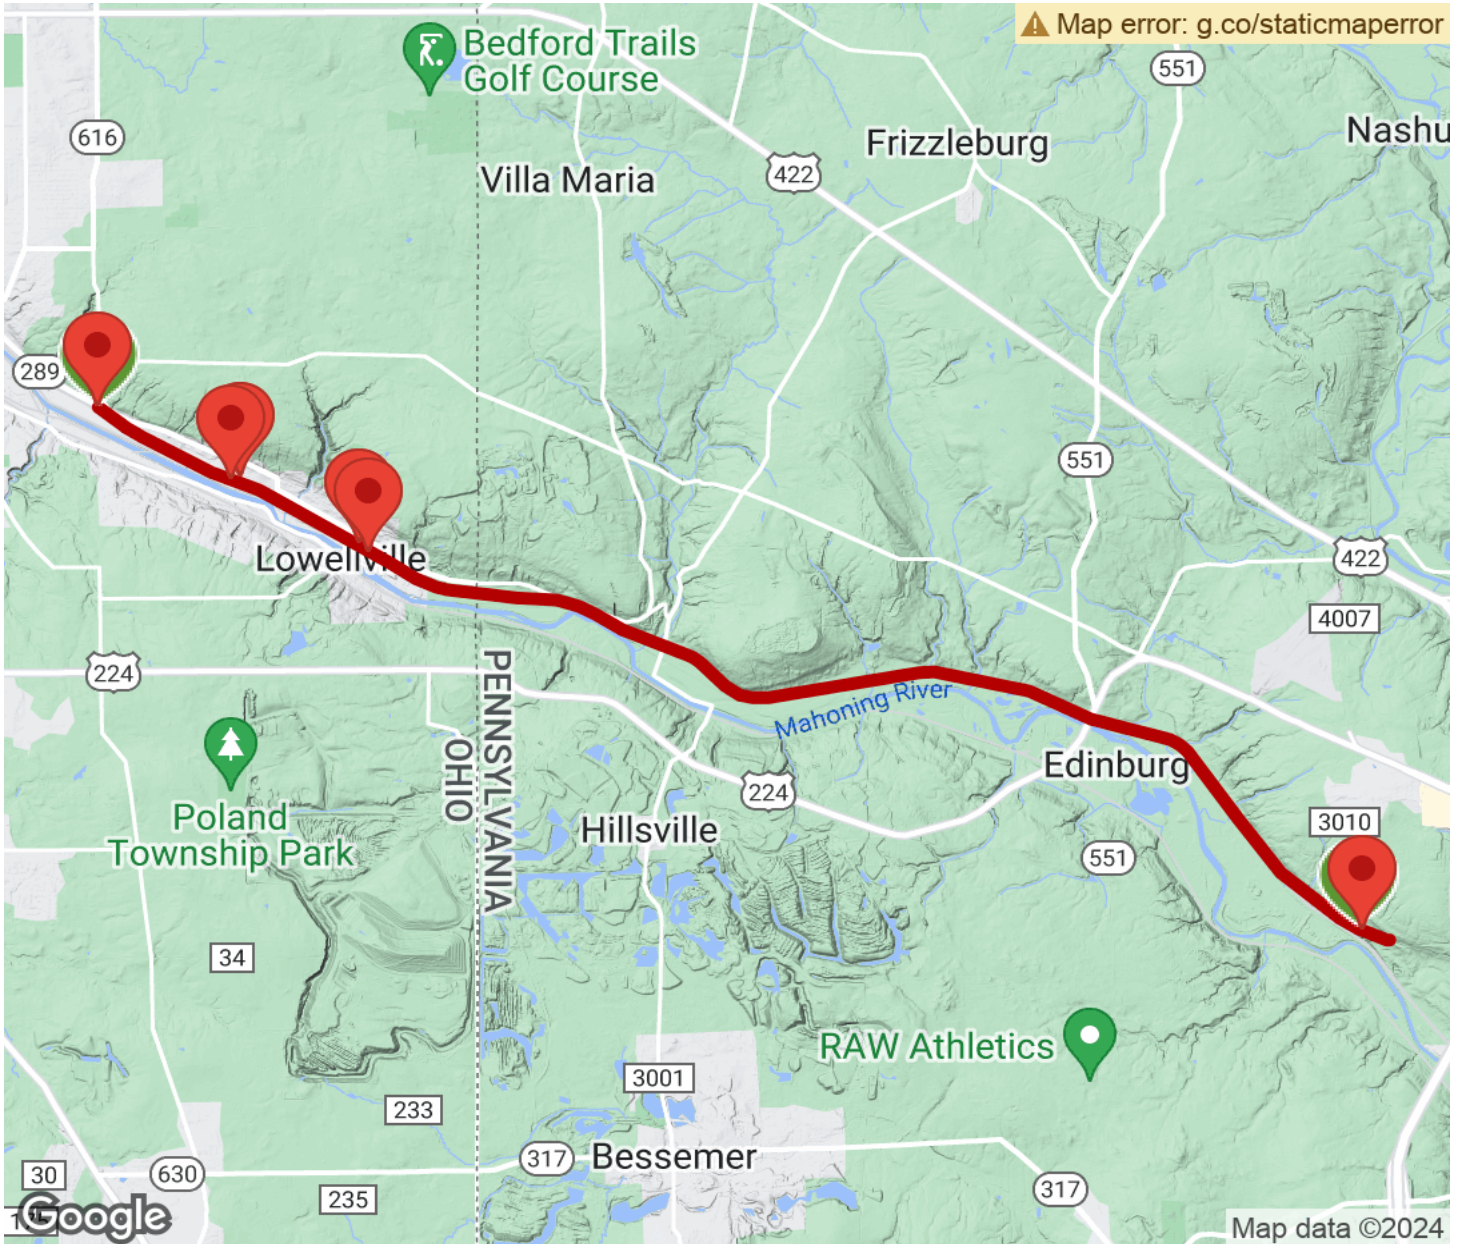 Map error: g.co/staticmaperror
Bedford Trails
Golf Course
551
616
Frizzleburg
Nashu
422
Villa Maria
289
551
Lowellville
422
4007
224
PENNSYLVANIA
OHIO
Mahoning River
Edinburg
Poland
Township Park
224
Hillsville
3010
551
34
RAW Athletics
3001
233
317
Bessemer
30
630
235
317
Google
Map data ©2024